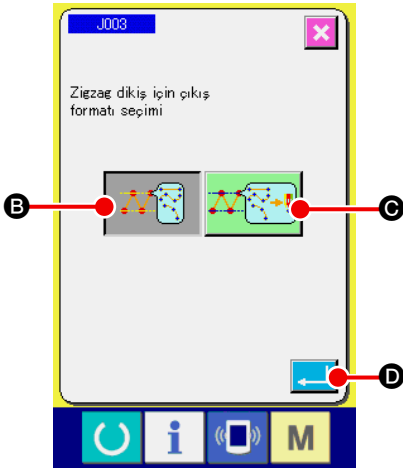 J003
Zigzag dikiş için çıkış
formatı seçimi
B
C
D
i
M